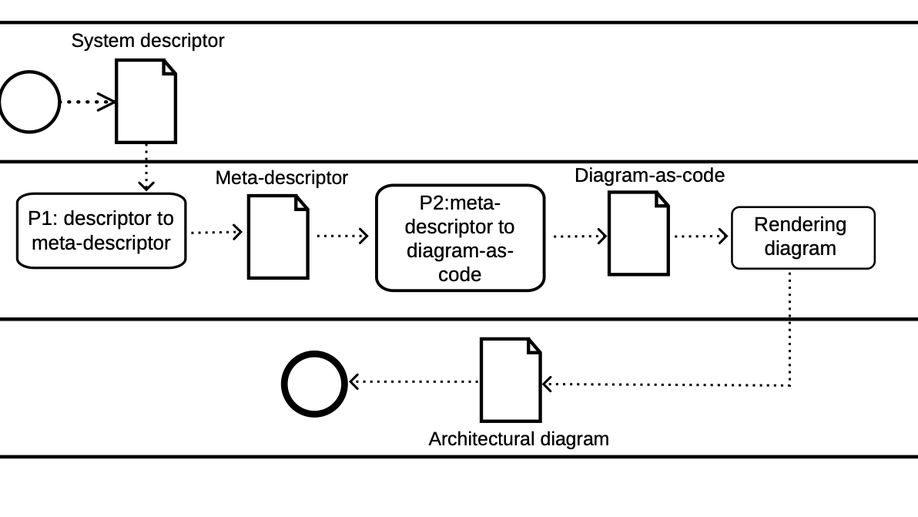 System descriptor
Meta-descriptor
Diagram-as-code
P1: descriptor to
meta-descriptor
P2:meta-
descriptor to
diagram-as-
code
Rendering
diagram
Architectural diagram